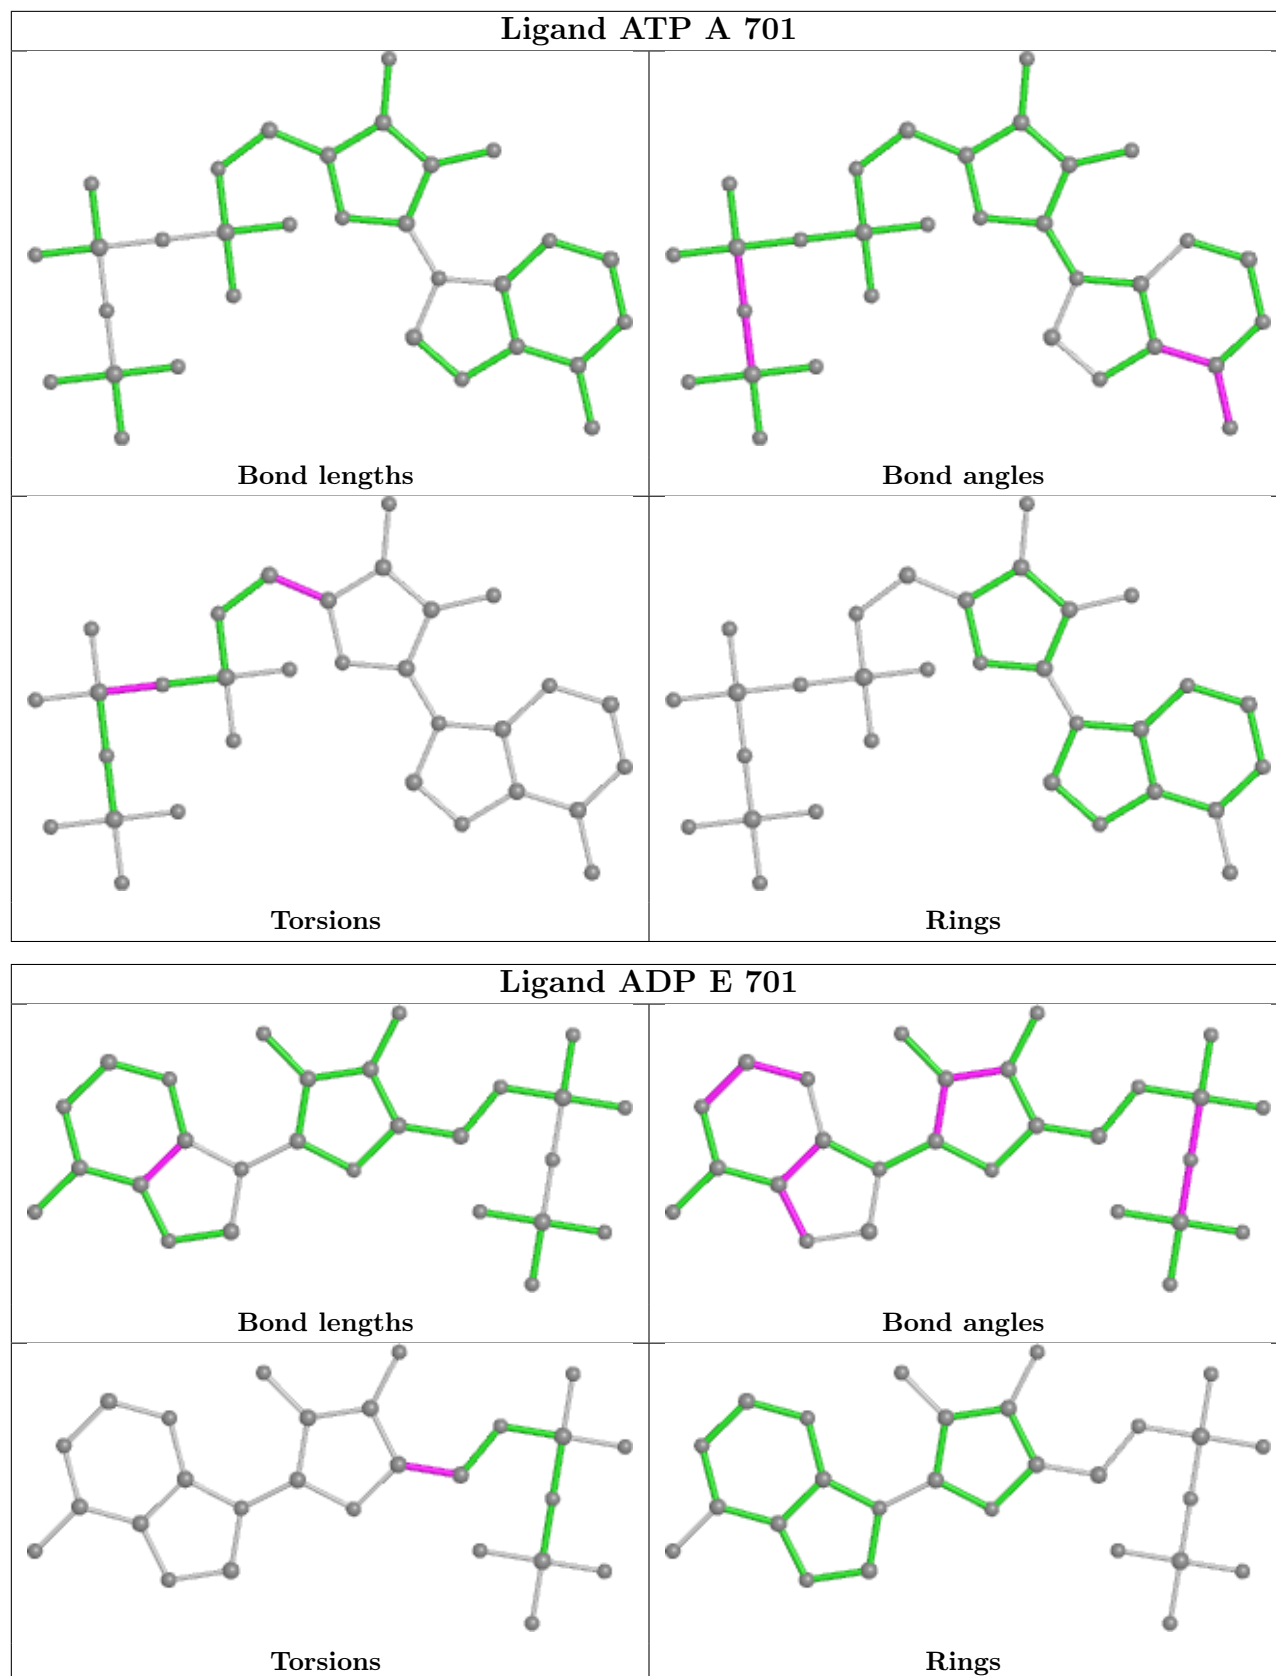 Ligand ATP A 701
Bond lengths
Bond angles
Torsions
Rings
Ligand ADP E 701
Bond lengths
Bond angles
Torsions
Rings